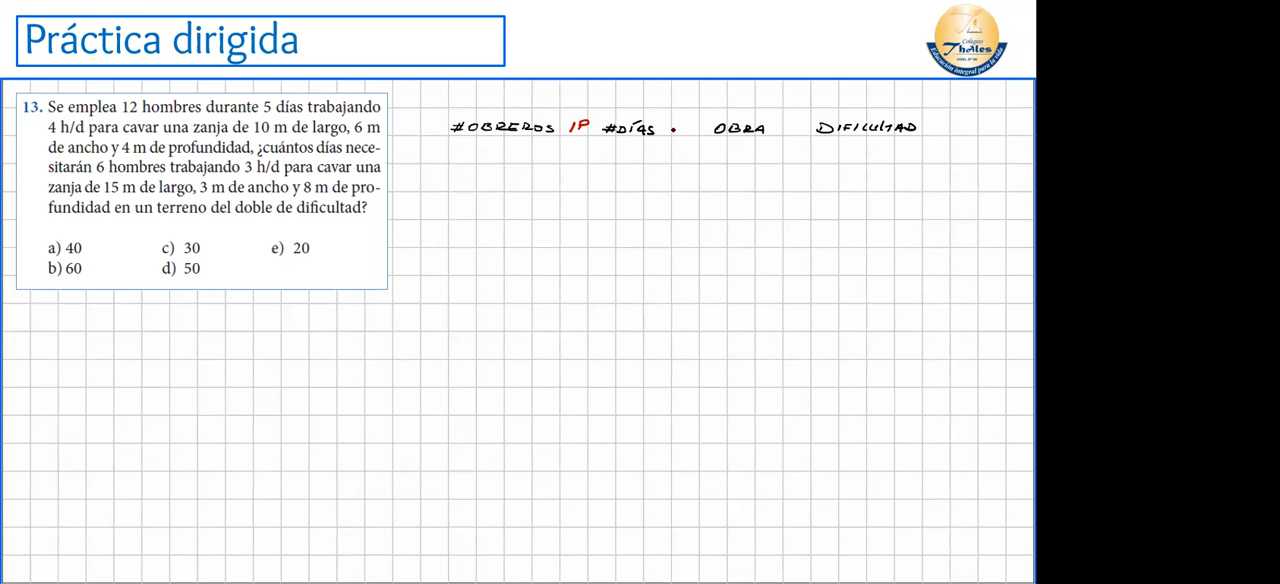 Práctica dirigida
Colegio
Thales
UGEL N° 06
Educación integral para la vida
13. Se emplea 12 hombres durante 5 días trabajando
4 h/d para cavar una zanja de 10 m de largo, 6 m
de ancho y 4 m de profundidad, ¿cuántos días nece-
sitarán 6 hombres trabajando 3 h/d para cavar una
zanja de 15 m de largo, 3 m de ancho y 8 m de pro-
fundidad en un terreno del doble de dificultad?
a) 40 c) 30 e) 20
b) 60 d) 50
#OBREROS IP #DÍAS . OBRA DIFICULTAD